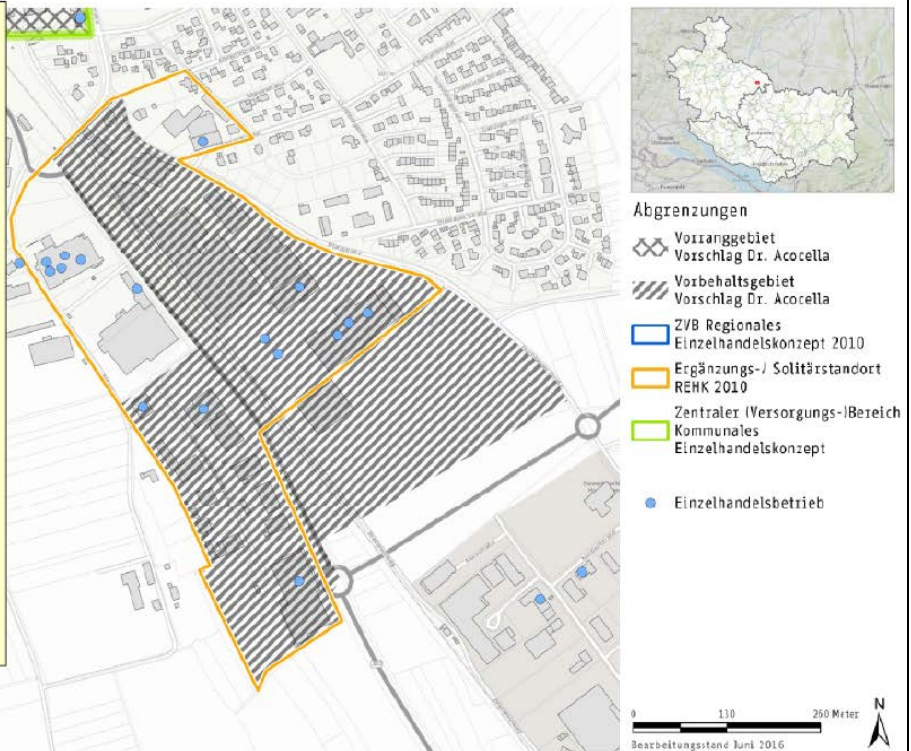 Abgrenzungen
Vorranggebiet
Vorschlag Dr. Acocella
Vorbehaltsgebiet
Vorschlag Dr. Acocella
ZVB Regionales
Einzelhandelskonzept 2010
Ergänzungs-/ Solitärstandort
REHK 2010
Zentraler (Versorgungs-)Bereich
Kommunales
Einzelhandelskonzept
Einzelhandelsbetrieb
0 130 260 Meter
N
Bearbeitungsstand Juni 2016